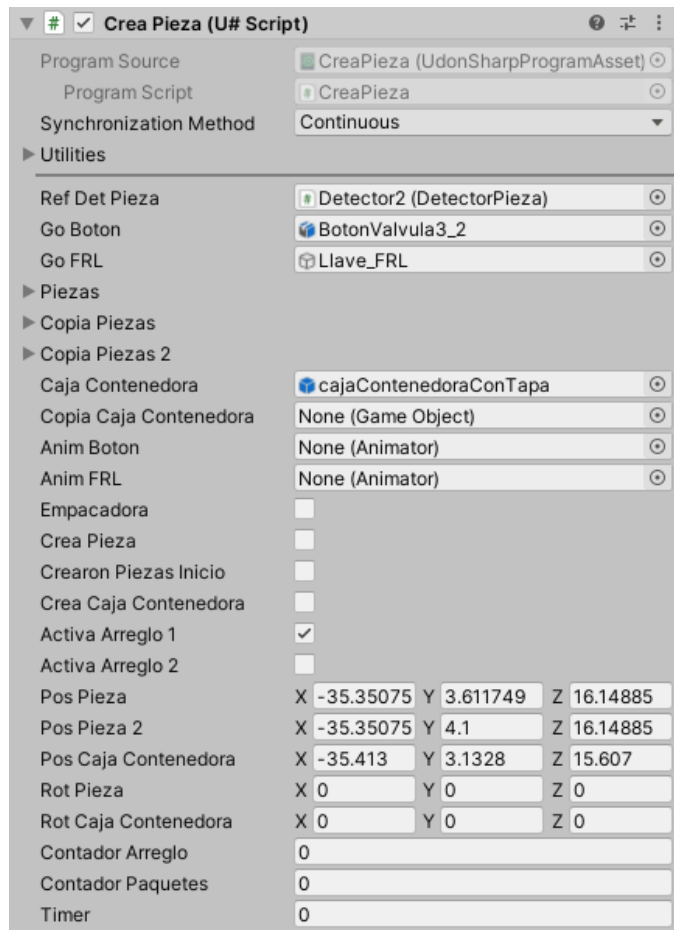 Crea Pieza (U# Script)
Program Source CreaPieza (UdonSharpProgramAsset)
Program Script CreaPieza
Synchronization Method Continuous
Utilities
Ref Det Pieza Detector2 (DetectorPieza)
Go Boton BotonValvula3_2
Go FRL Llave_FRL
Piezas
Copia Piezas
Copia Piezas 2
Caja Contenedora cajaContenedoraConTapa
Copia Caja Contenedora None (Game Object)
Anim Boton None (Animator)
Anim FRL None (Animator)
Empacadora
Crea Pieza
Crearon Piezas Inicio
Crea Caja Contenedora
Activa Arreglo 1
Activa Arreglo 2
Pos Pieza X -35.35075 Y 3.611749 Z 16.14885
Pos Pieza 2 X -35.35075 Y 4.1 Z 16.14885
Pos Caja Contenedora X -35.413 Y 3.1328 Z 15.607
Rot Pieza X 0 Y 0 Z 0
Rot Caja Contenedora X 0 Y 0 Z 0
Contador Arreglo 0
Contador Paquetes 0
Timer 0